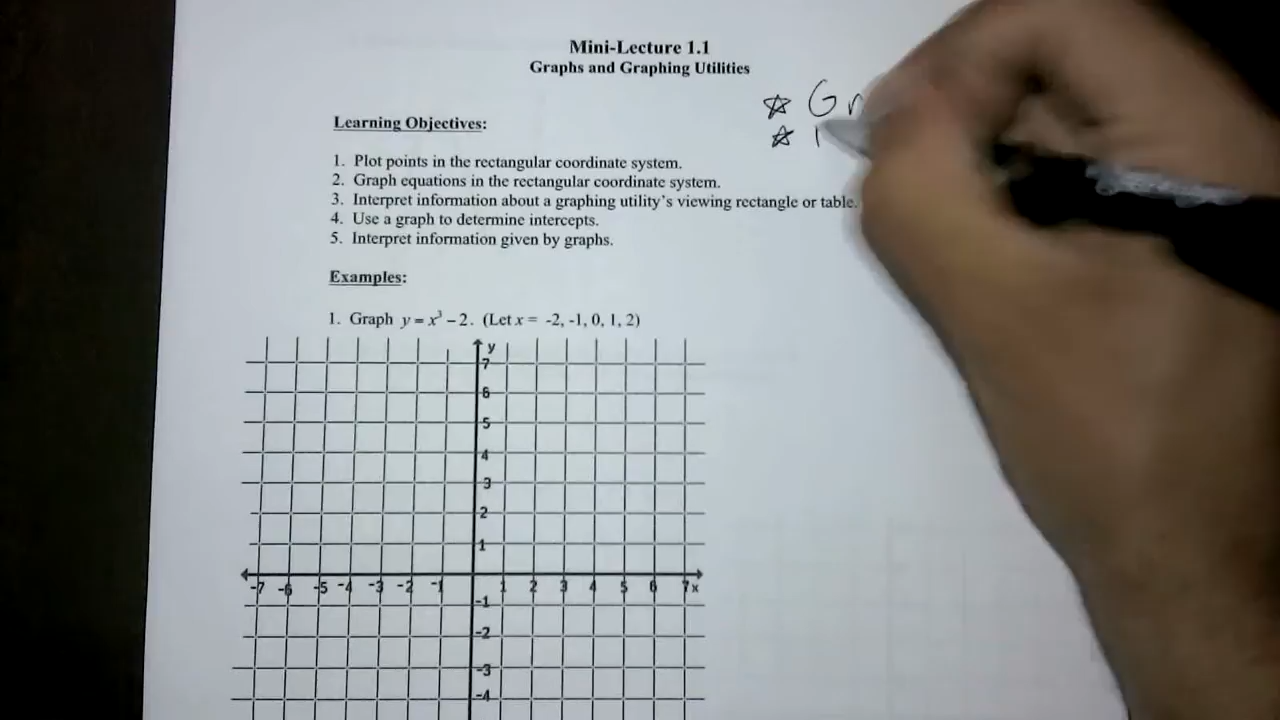 Mini-Lecture 1.1
Graphs and Graphing Utilities
Learning Objectives:
1. Plot points in the rectangular coordinate system.
2. Graph equations in the rectangular coordinate system.
3. Interpret information about a graphing utility's viewing rectangle or table.
4. Use a graph to determine intercepts.
5. Interpret information given by graphs.
Examples:
1. Graph y = x³ – 2. (Let x = -2, -1, 0, 1, 2)
y
7
6
5
4
3
2
1
-7 -6 -5 -4 -3 -2 -1 1 2 3 4 5 6 7 x
-1
-2
-3
-4